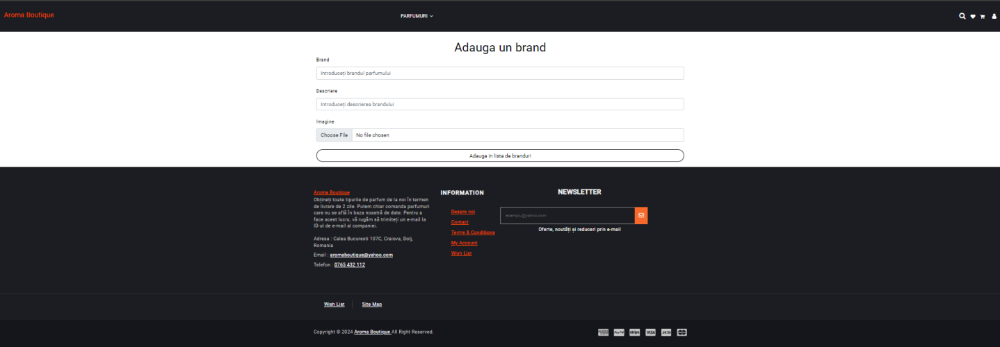 Aroma Boutique
PARFUMURI
Adauga un brand
Brand
Introduceți brandul parfumului
Descriere
Introduceți descrierea brandului
Imagine
Choose File No file chosen
Adauga in lista de branduri
Aroma Boutique
Obțineți toate tipurile de parfum de la noi în termen
de livrare de 2 zile. Putem chiar comanda parfumuri
care nu se află în baza noastră de date. Pentru a
face acest lucru, vă rugăm să trimiteți un e-mail la
ID-ul de e-mail al companiei.
Adresa : Calea Bucuresti 107C, Craiova, Dolj,
Romania
Email : aromaboutique@yahoo.com
Telefon : 0765 432 112
INFORMATION
Despre noi
Contact
Terms & Conditions
My Account
Wish List
NEWSLETTER
examplu@yahoo.com
Oferte, noutăți și reduceri prin e-mail
Wish List
Site Map
Copyright © 2024 Aroma Boutique All Right Reserved.
PayPal
stripe
VISA
JCB